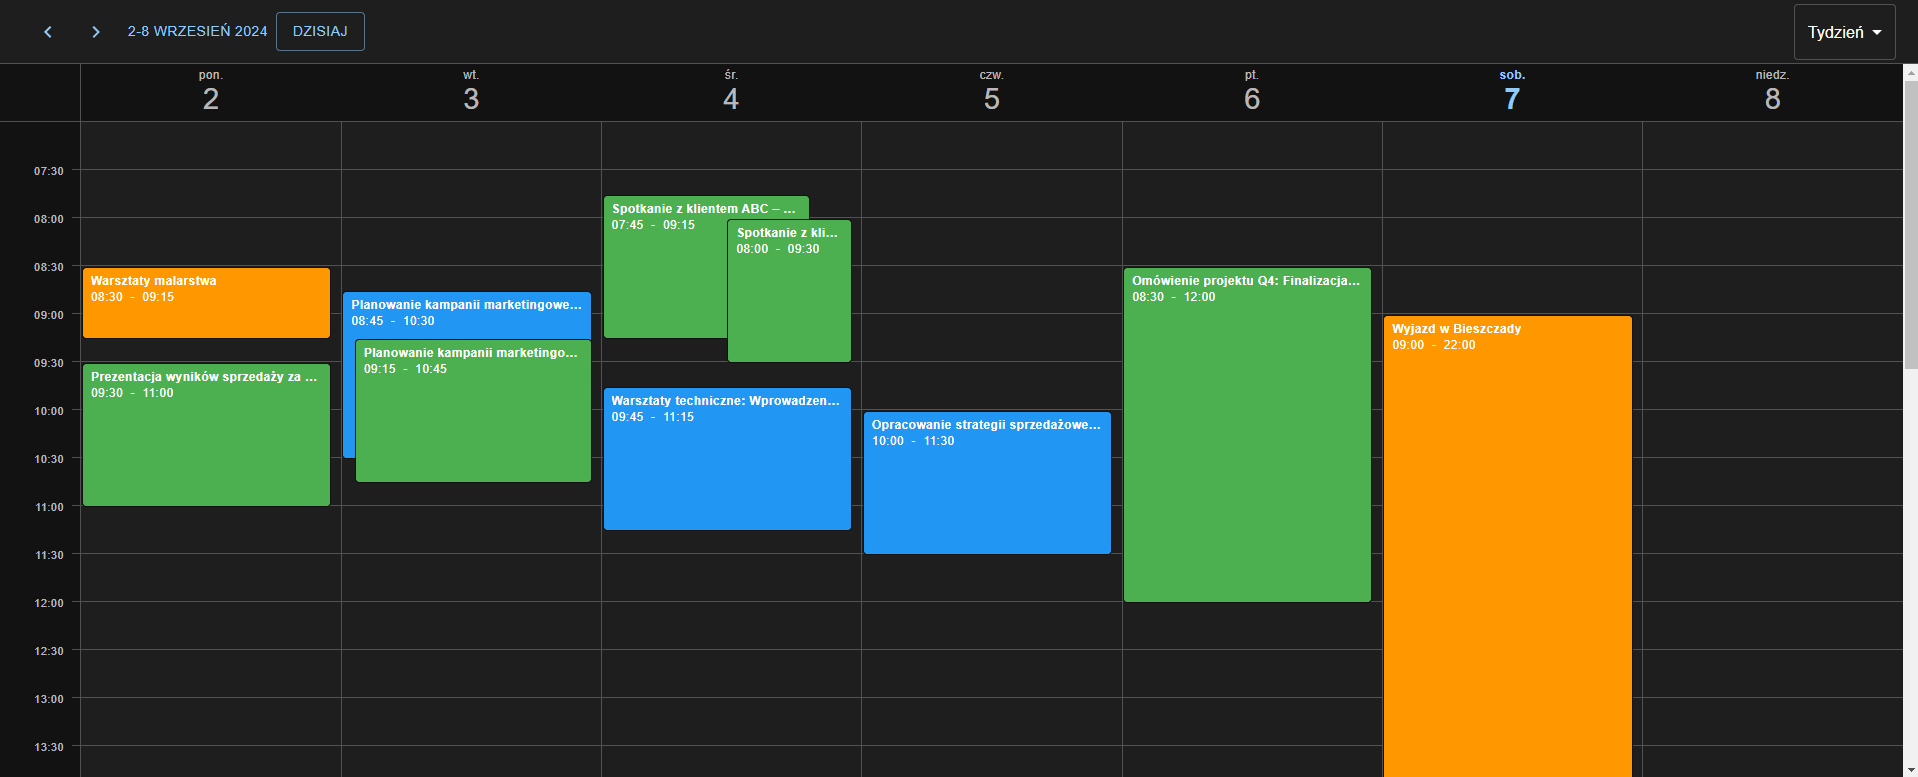 2-8 WRZESIEŃ 2024
DZISIAJ
Tydzień
pon.
2
wt.
3
śr.
4
czw.
5
pt.
6
sob.
7
niedz.
8
07:30
08:00
08:30
09:00
09:30
10:00
10:30
11:00
11:30
12:00
12:30
13:00
13:30
Warsztaty malarstwa
08:30 - 09:15
Prezentacja wyników sprzedaży za ...
09:30 - 11:00
Planowanie kampanii marketingowe...
08:45 - 10:30
Planowanie kampanii marketingo...
09:15 - 10:45
Spotkanie z klientem ABC – ...
07:45 - 09:15
Spotkanie z kli...
08:00 - 09:30
Warsztaty techniczne: Wprowadzen...
09:45 - 11:15
Opracowanie strategii sprzedażowe...
10:00 - 11:30
Omówienie projektu Q4: Finalizacja...
08:30 - 12:00
Wyjazd w Bieszczady
09:00 - 22:00